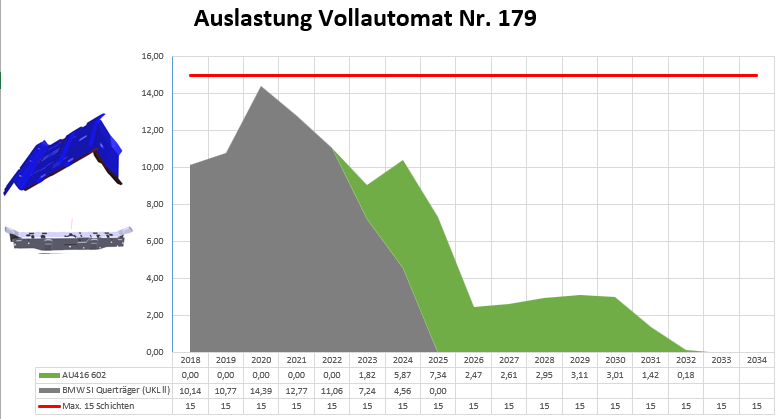 Auslastung Vollautomat Nr. 179
16,00
14,00
12,00
10,00
8,00
6,00
4,00
2,00
0,00
2018 2019 2020 2021 2022 2023 2024 2025 2026 2027 2028 2029 2030 2031 2032 2033 2034
AU416 602 0,00 0,00 0,00 0,00 0,00 1,82 5,87 7,34 2,47 2,61 2,95 3,11 3,01 1,42 0,18
BMW SI Querträger (UKL II) 10,14 10,77 14,39 12,77 11,06 7,24 4,56 0,00
Max. 15 Schichten 15 15 15 15 15 15 15 15 15 15 15 15 15 15 15 15 15